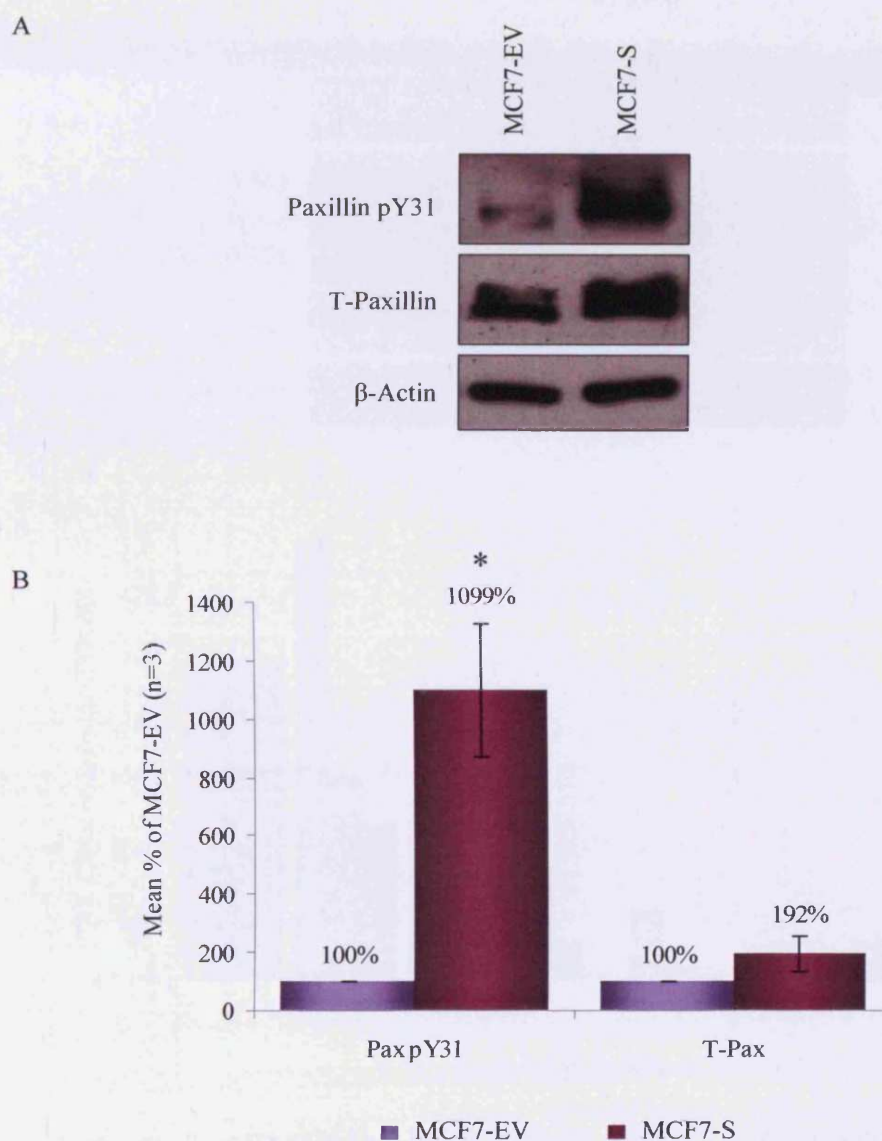 A
MCF7-EV
MCF7-S
Paxillin pY31
T-Paxillin
β-Actin
B
Mean % of MCF7-EV (n=3)
1400
1200
1000
800
600
400
200
0
*
1099%
100%
100%
192%
Pax pY31
T-Pax
MCF7-EV
MCF7-S